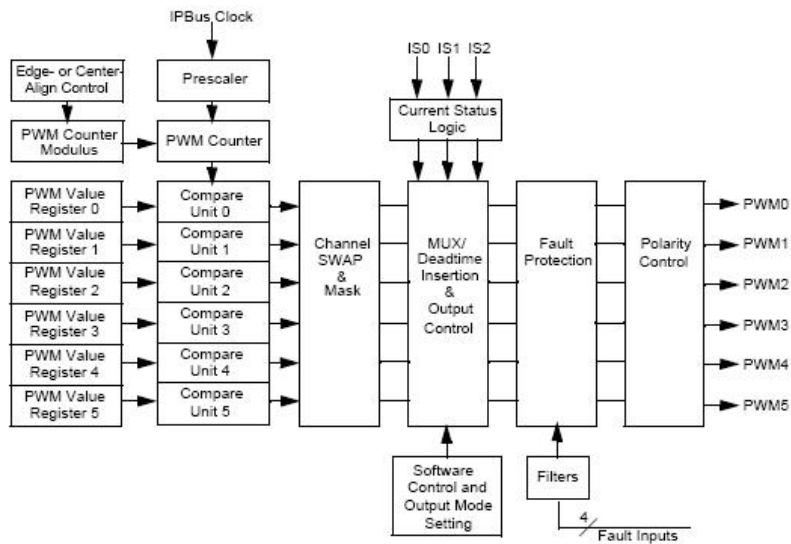 IPBus Clock
IS0 IS1 IS2
Edge- or Center-
Align Control
Prescaler
Current Status
Logic
PWM Counter
Modulus
PWM Counter
PWM Value
Register 0
Compare
Unit 0
PWM0
PWM Value
Register 1
Compare
Unit 1
PWM1
PWM Value
Register 2
Compare
Unit 2
PWM2
PWM Value
Register 3
Compare
Unit 3
PWM3
PWM Value
Register 4
Compare
Unit 4
PWM4
PWM Value
Register 5
Compare
Unit 5
PWM5
Channel
SWAP
&
Mask
MUX/
Deadtime
Insertion
&
Output
Control
Fault
Protection
Polarity
Control
Software
Control and
Output Mode
Setting
Filters
4
Fault Inputs